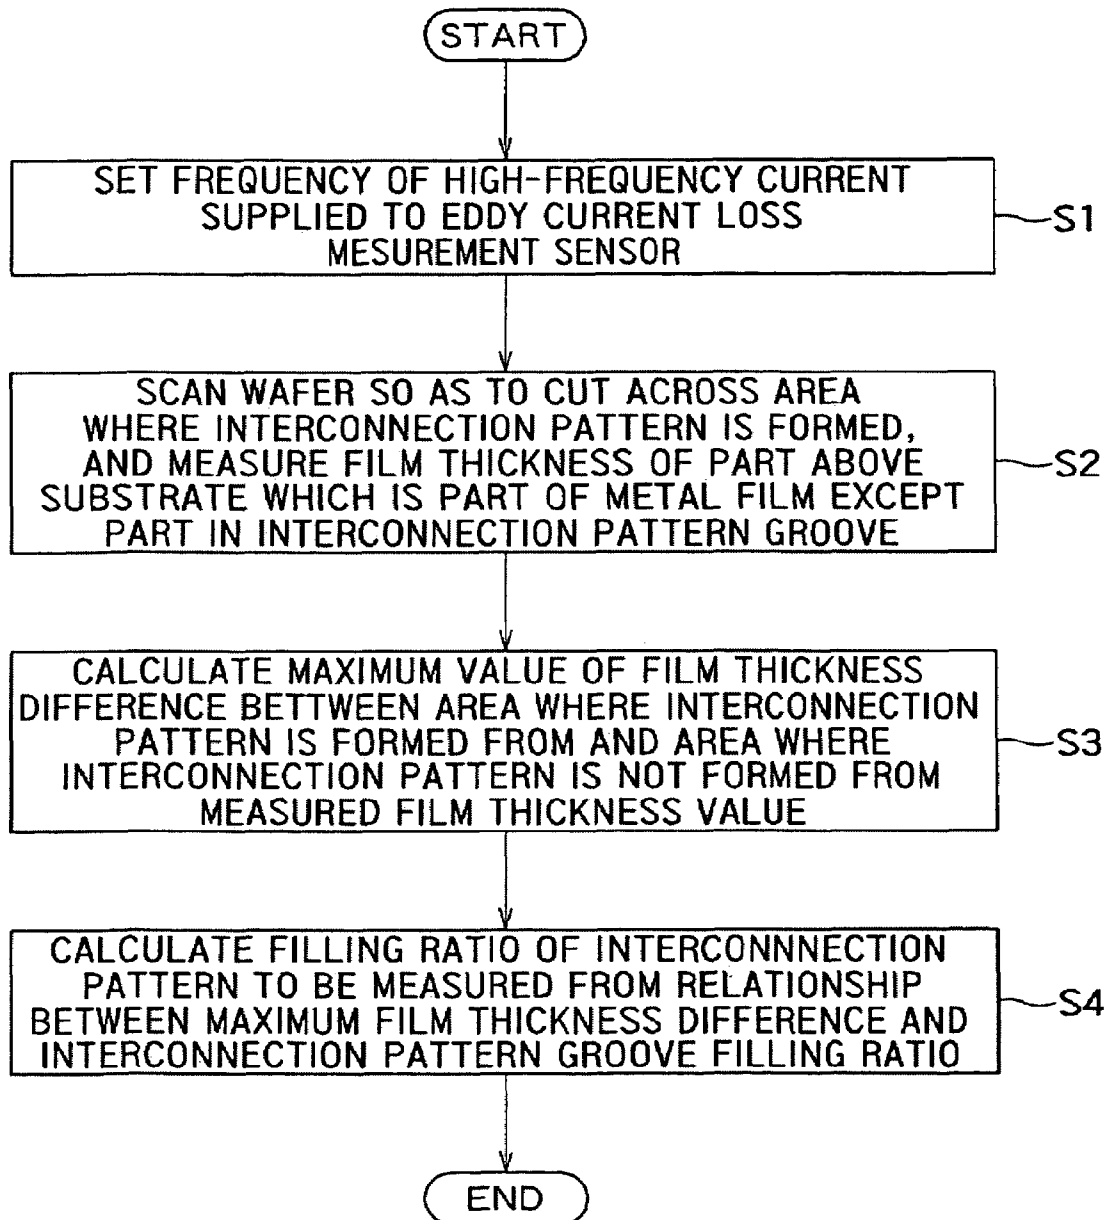 START
SET FREQUENCY OF HIGH-FREQUENCY CURRENT
SUPPLIED TO EDDY CURRENT LOSS
MESUREMENT SENSOR
S1
SCAN WAFER SO AS TO CUT ACROSS AREA
WHERE INTERCONNECTION PATTERN IS FORMED,
AND MEASURE FILM THICKNESS OF PART ABOVE
SUBSTRATE WHICH IS PART OF METAL FILM EXCEPT
PART IN INTERCONNECTION PATTERN GROOVE
S2
CALCULATE MAXIMUM VALUE OF FILM THICKNESS
DIFFERENCE BETTWEEN AREA WHERE INTERCONNECTION
PATTERN IS FORMED FROM AND AREA WHERE
INTERCONNECTION PATTERN IS NOT FORMED FROM
MEASURED FILM THICKNESS VALUE
S3
CALCULATE FILLING RATIO OF INTERCONNNECTION
PATTERN TO BE MEASURED FROM RELATIONSHIP
BETWEEN MAXIMUM FILM THICKNESS DIFFERENCE AND
INTERCONNECTION PATTERN GROOVE FILLING RATIO
S4
END